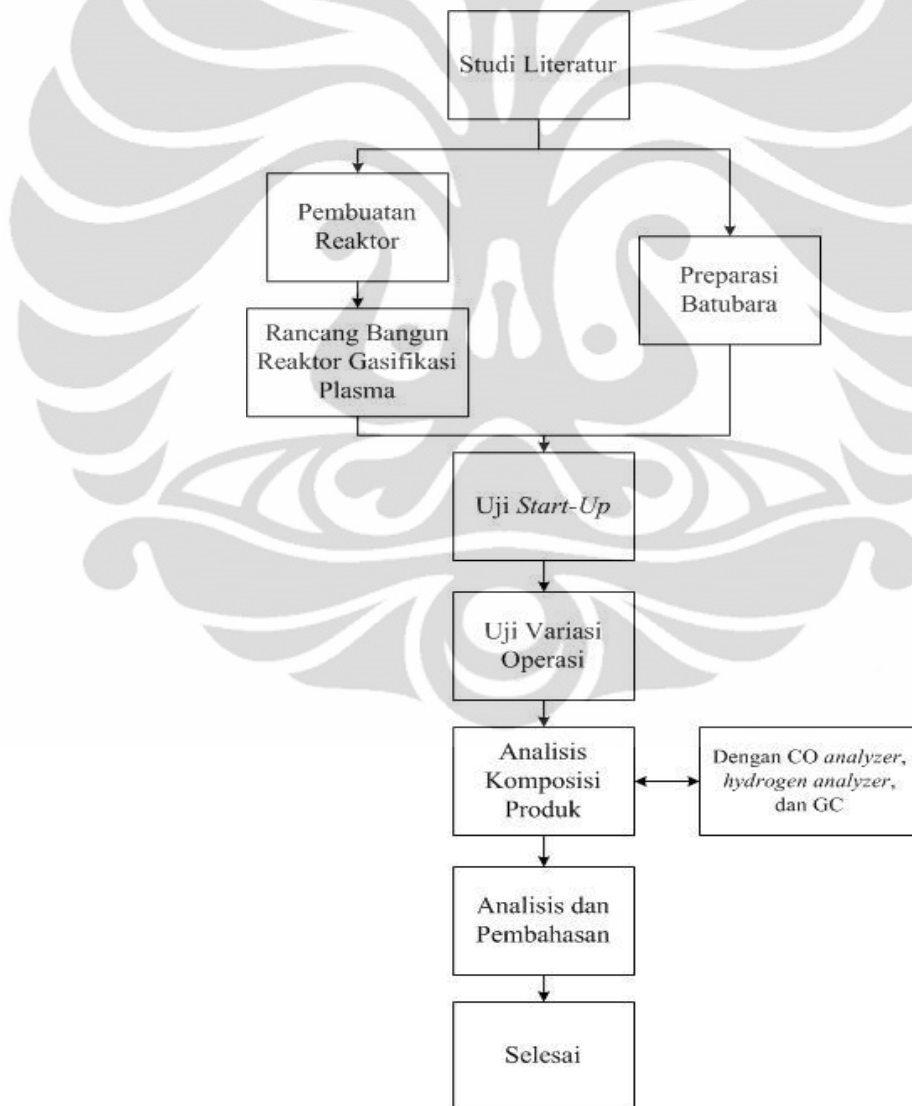 Studi Literatur
Pembuatan
Reaktor
Preparasi
Batubara
Rancang Bangun
Reaktor Gasifikasi
Plasma
Uji Start-Up
Uji Variasi
Operasi
Analisis
Komposisi
Produk
Dengan CO analyzer,
hydrogen analyzer,
dan GC
Analisis dan
Pembahasan
Selesai